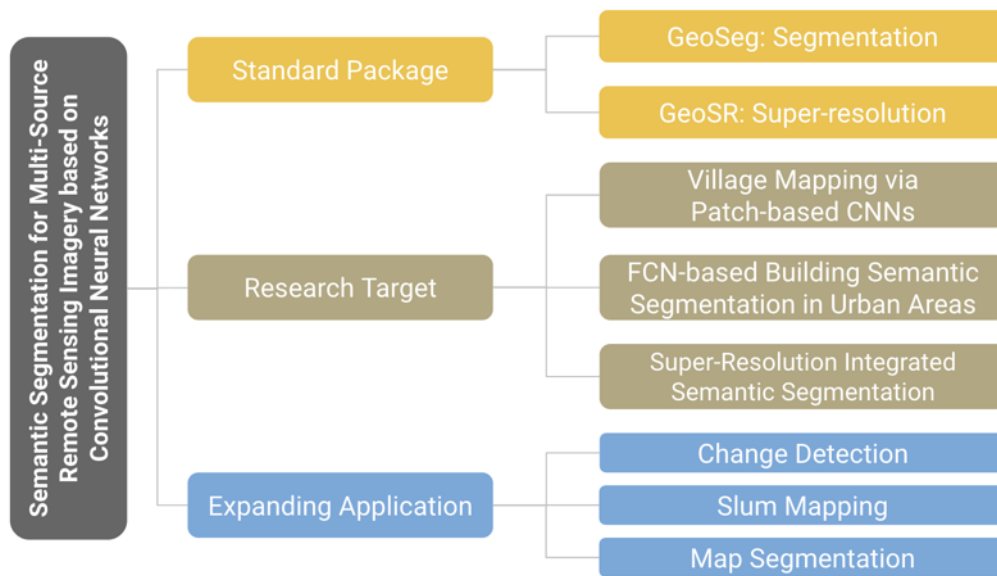 Semantic Segmentation for Multi-Source
Remote Sensing Imagery based on
Convolutional Neural Networks
Standard Package
GeoSeg: Segmentation
GeoSR: Super-resolution
Research Target
Village Mapping via
Patch-based CNNs
FCN-based Building Semantic
Segmentation in Urban Areas
Super-Resolution Integrated
Semantic Segmentation
Expanding Application
Change Detection
Slum Mapping
Map Segmentation